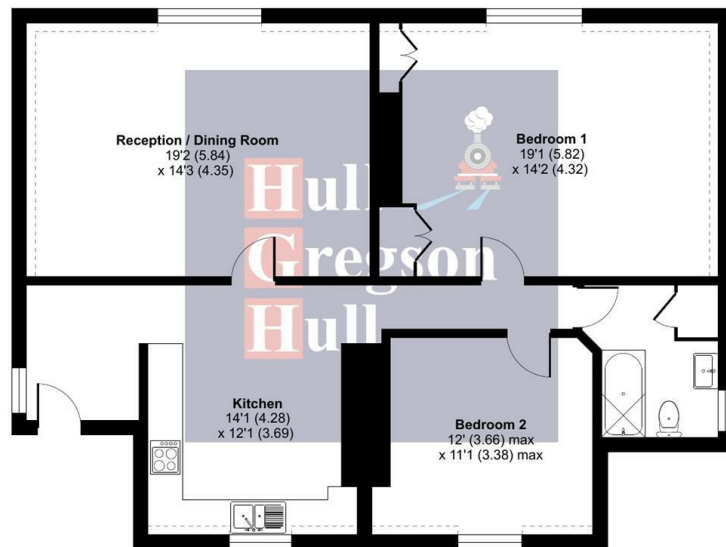 Reception / Dining Room
19'2 (5.84)
x 14'3 (4.35)
Bedroom 1
19'1 (5.82)
x 14'2 (4.32)
Hull
Gregson
Hull
Kitchen
14'1 (4.28)
x 12'1 (3.69)
Bedroom 2
12' (3.66) max
x 11'1 (3.38) max